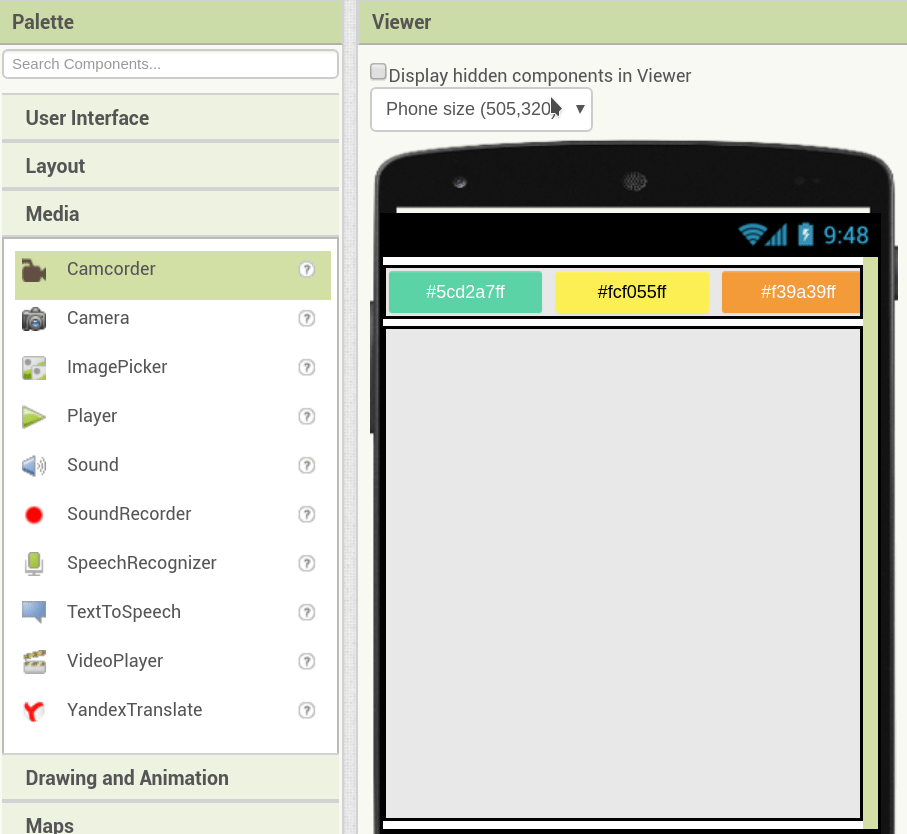 Palette
Search Components...
User Interface
Layout
Media
Camcorder ?
Camera ?
ImagePicker ?
Player ?
Sound ?
SoundRecorder ?
SpeechRecognizer ?
TextToSpeech ?
VideoPlayer ?
YandexTranslate ?
Drawing and Animation
Maps
Viewer
Display hidden components in Viewer
Phone size (505,320)
9:48
#5cd2a7ff
#fcf055ff
#f39a39ff